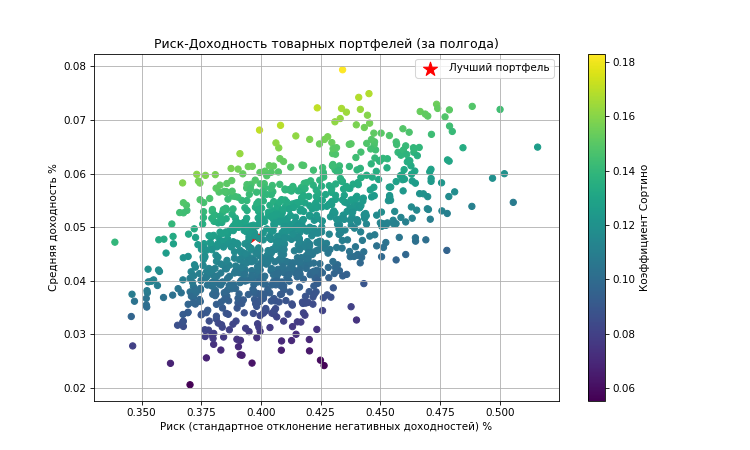 Риск-Доходность товарных портфелей (за полгода)
Лучший портфель
Средняя доходность %
0.08
0.07
0.06
0.05
0.04
0.03
0.02
0.350 0.375 0.400 0.425 0.450 0.475 0.500
Риск (стандартное отклонение негативных доходностей) %
0.18
0.16
0.14
0.12
0.10
0.08
0.06
Коэффициент Сортино